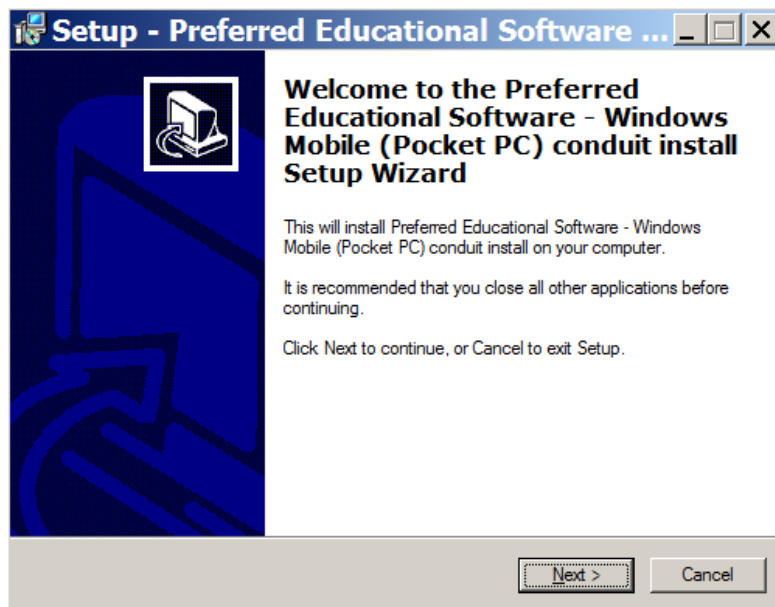 Setup - Preferred Educational Software ...
Welcome to the Preferred
Educational Software - Windows
Mobile (Pocket PC) conduit install
Setup Wizard
This will install Preferred Educational Software - Windows
Mobile (Pocket PC) conduit install on your computer.
It is recommended that you close all other applications before
continuing.
Click Next to continue, or Cancel to exit Setup.
Next >
Cancel